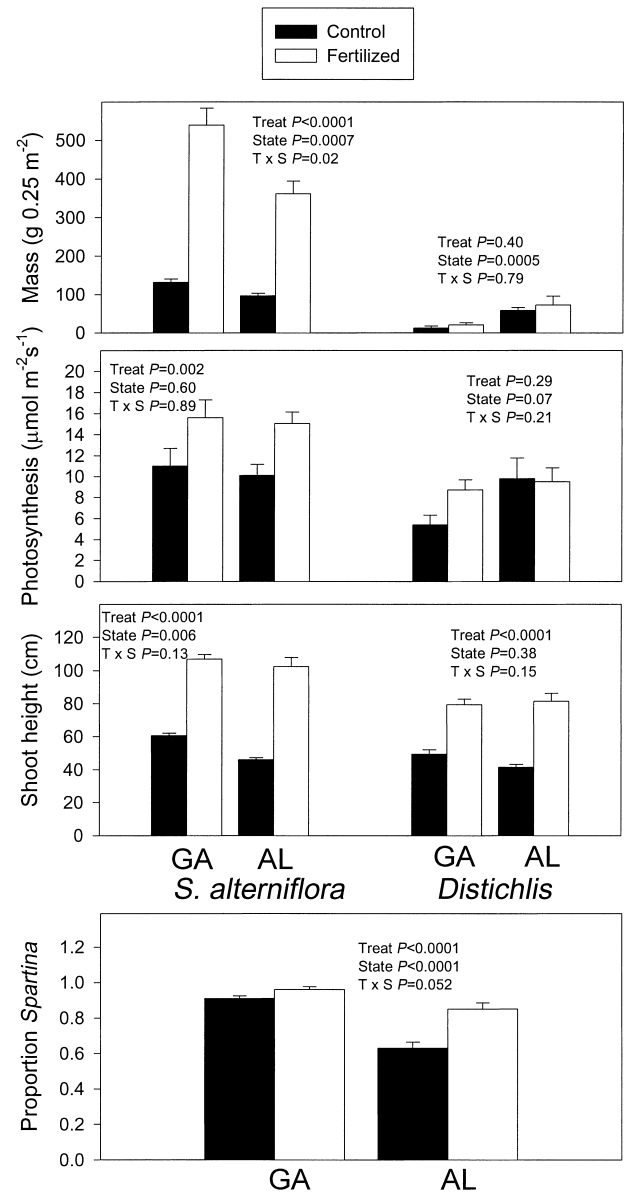 Control
Fertilized
Mass (g 0.25 m⁻²)
500
400
300
200
100
0
Treat P<0.0001
State P=0.0007
T x S P=0.02
Treat P=0.40
State P=0.0005
T x S P=0.79
Photosynthesis (µmol m⁻²s⁻¹)
20
18
16
14
12
10
8
6
4
2
0
Treat P=0.002
State P=0.60
T x S P=0.89
Treat P=0.29
State P=0.07
T x S P=0.21
Shoot height (cm)
120
100
80
60
40
20
0
Treat P<0.0001
State P=0.006
T x S P=0.13
Treat P<0.0001
State P=0.38
T x S P=0.15
GA AL GA AL
S. alterniflora Distichlis
Proportion Spartina
1.2
1.0
0.8
0.6
0.4
0.2
0.0
Treat P<0.0001
State P<0.0001
T x S P=0.052
GA AL